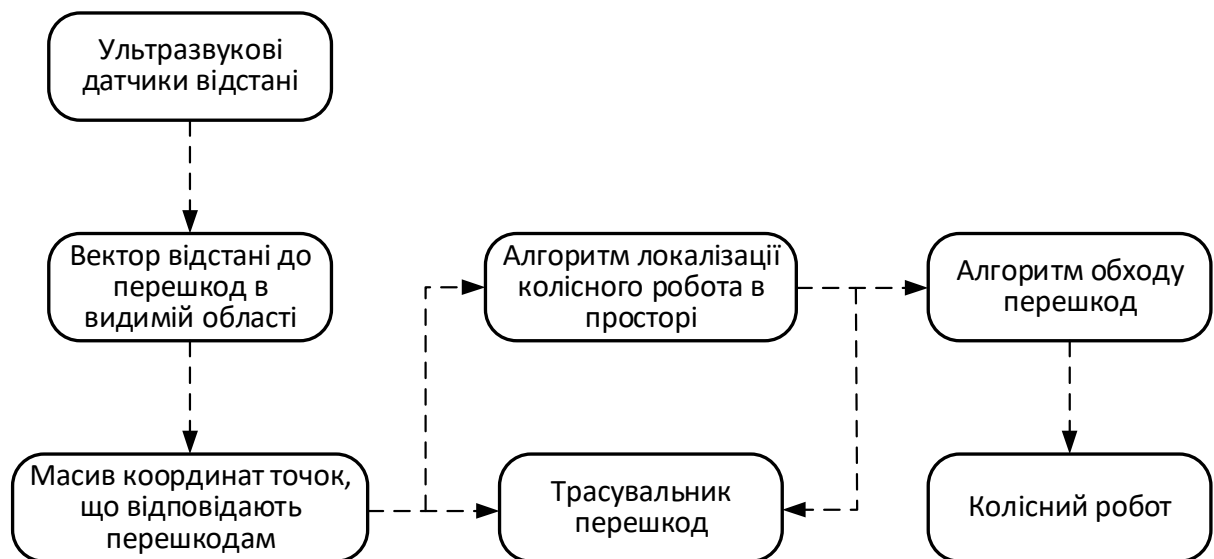 Ультразвукові
датчики відстані
Вектор відстані до
перешкод в
видимій області
Алгоритм локалізації
колісного робота в
просторі
Алгоритм обходу
перешкод
Масив координат точок,
що відповідають
перешкодам
Трасувальник
перешкод
Колісний робот